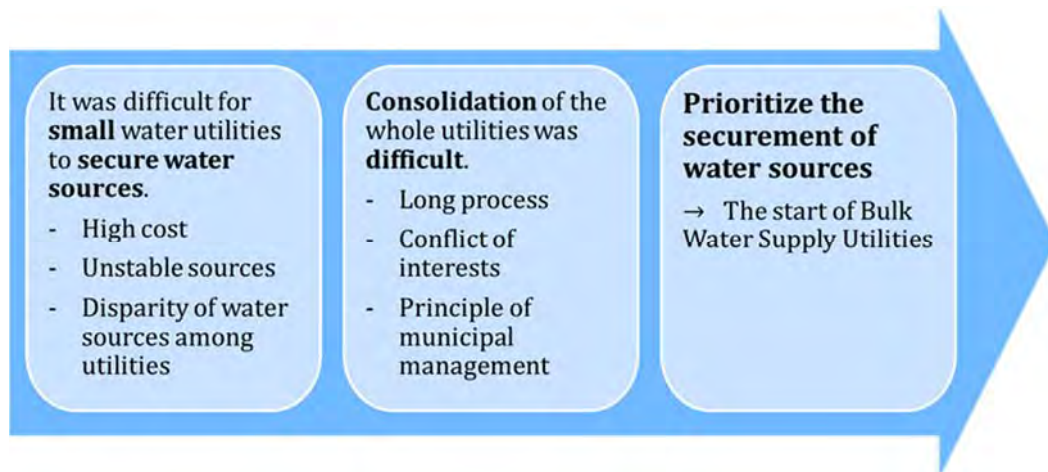 It was difficult for
small water utilities
to secure water
sources.
- High cost
- Unstable sources
- Disparity of water
sources among
utilities
Consolidation of the
whole utilities was
difficult.
- Long process
- Conflict of
interests
- Principle of
municipal
management
Prioritize the
securement of
water sources
→ The start of Bulk
Water Supply Utilities